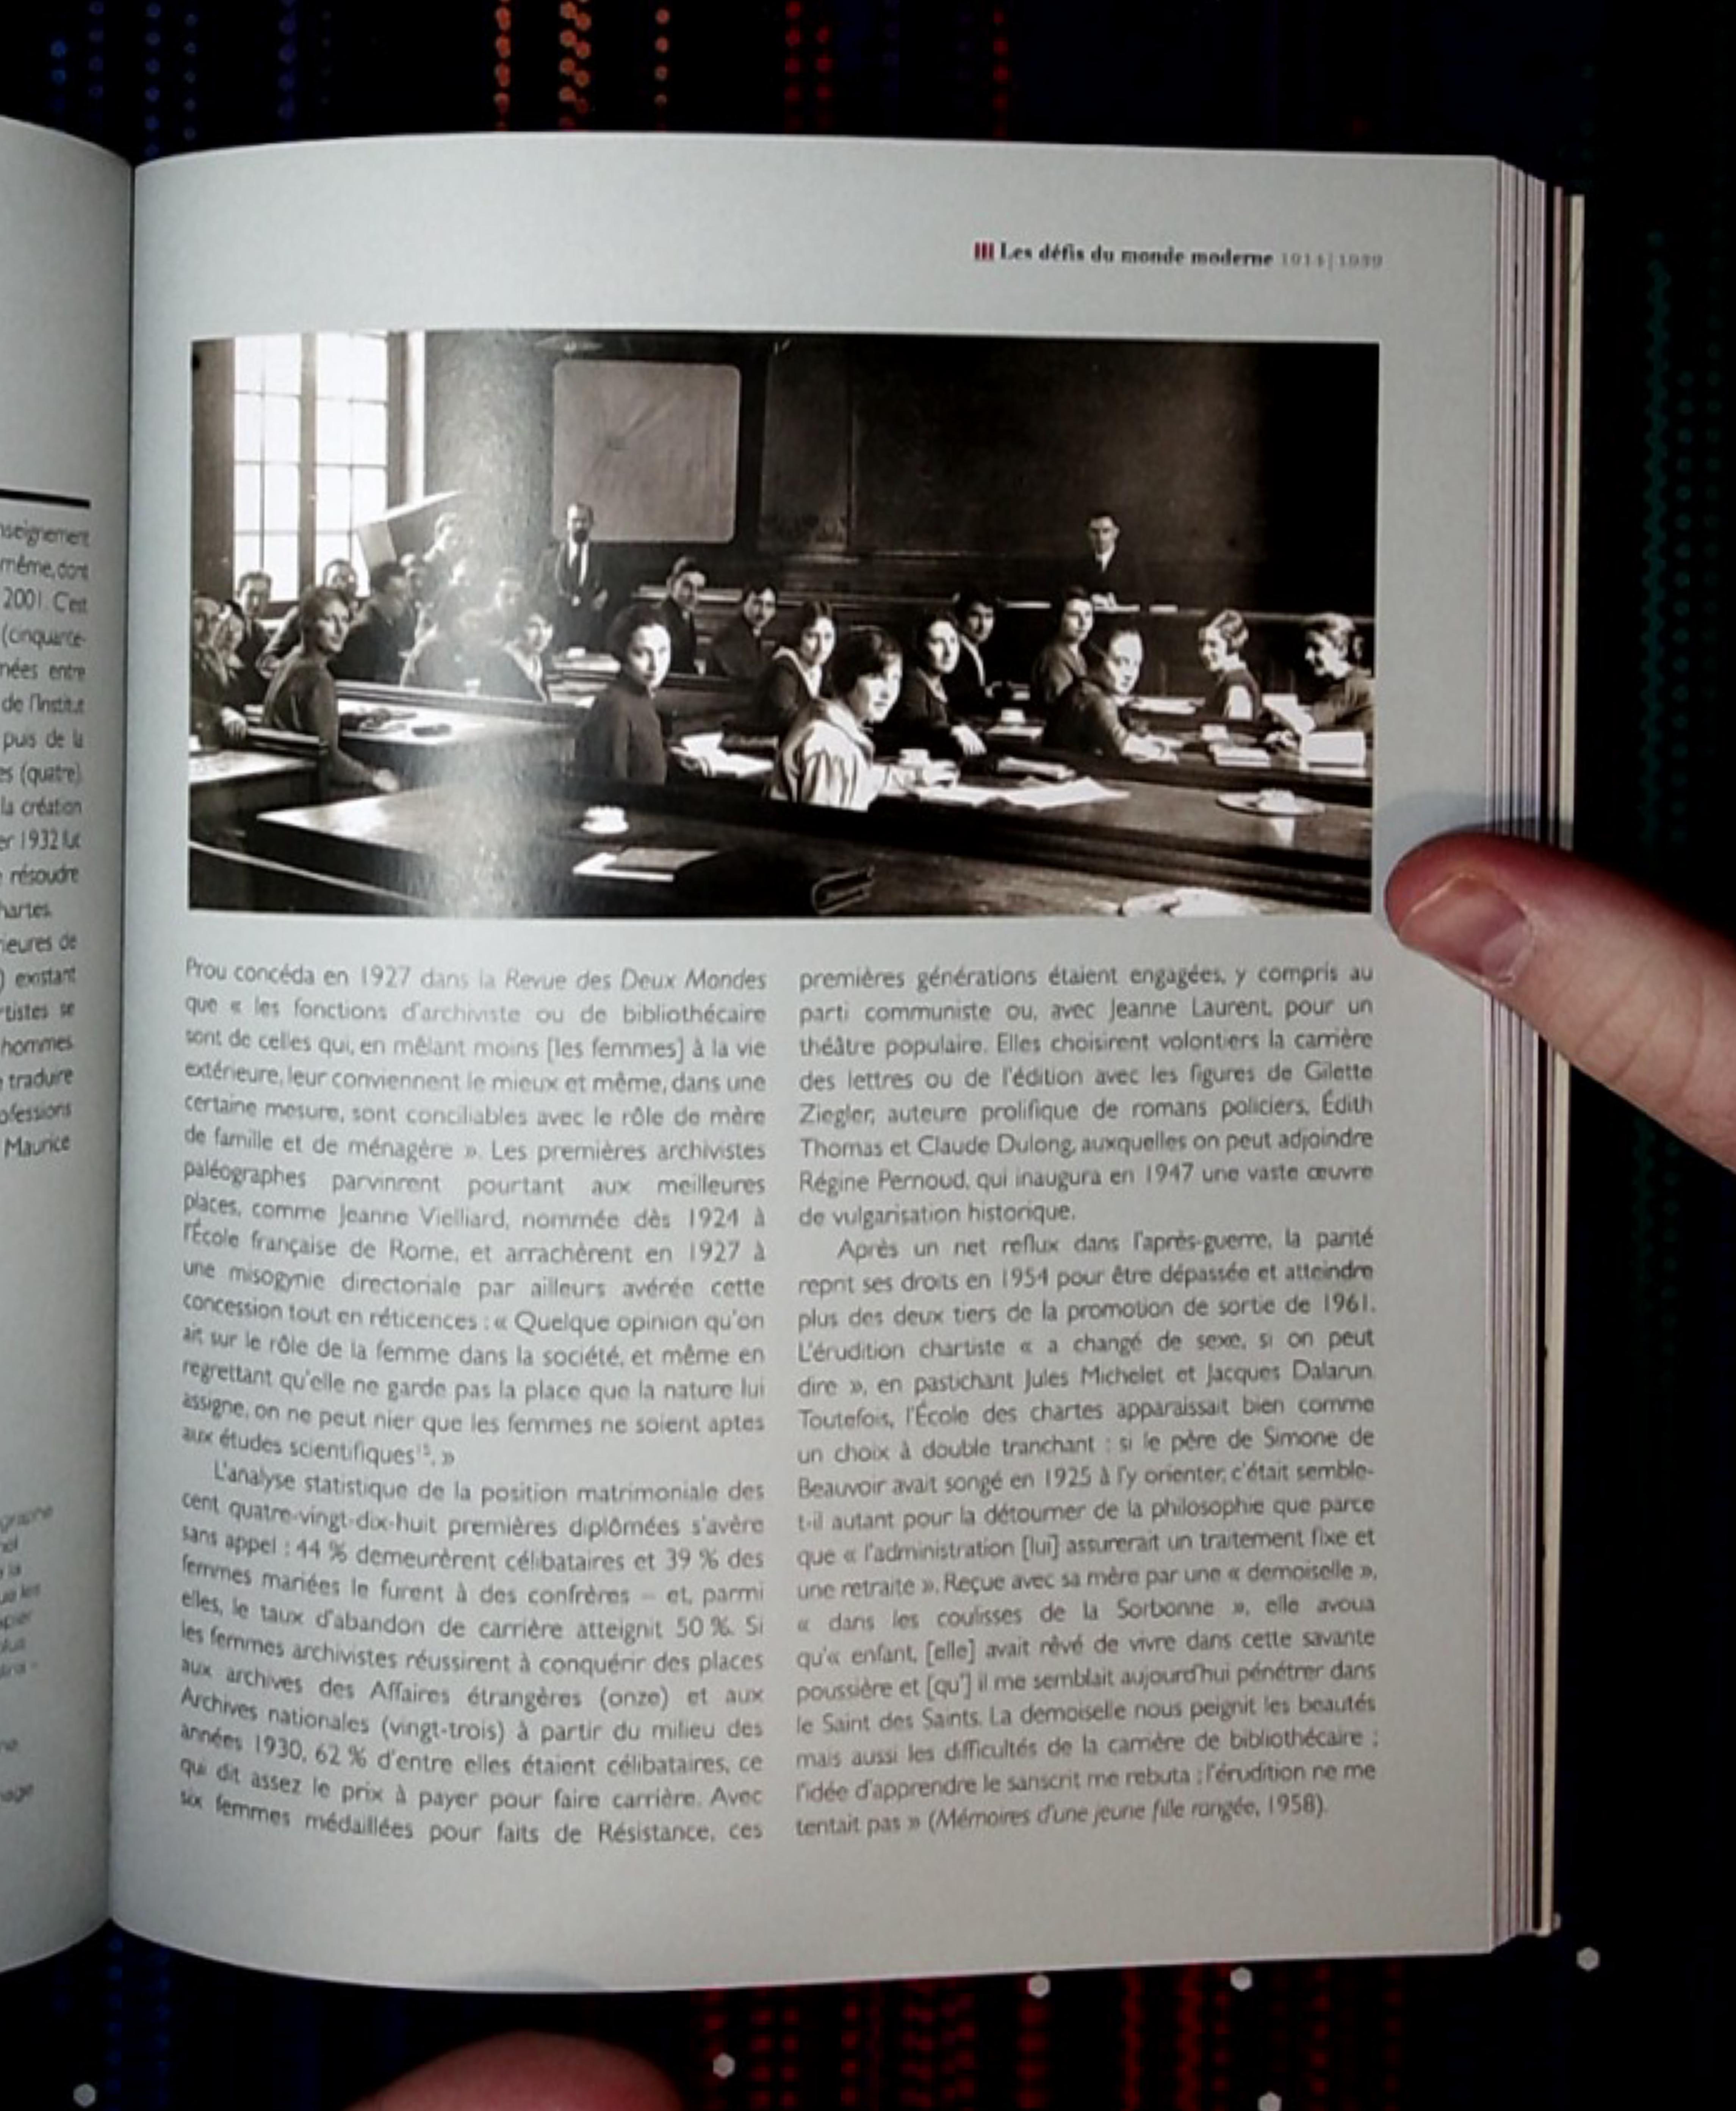 III Les défis du monde moderne 1914|1939
nseignement
même, dont
2001. C'est
(cinquante-
nées entre
de l'Institut
puis de la
es (quatre)
la création
er 1932 fut
résoudre
hartes.
ieures de
) existant
rtistes se
hommes
traduire
ofessions
Maurice
Prou concéda en 1927 dans la Revue des Deux Mondes
que « les fonctions d'archiviste ou de bibliothécaire
sont de celles qui, en mêlant moins [les femmes] à la vie
extérieure, leur conviennent le mieux et même, dans une
certaine mesure, sont conciliables avec le rôle de mère
de famille et de ménagère ». Les premières archivistes
paléographes parvinrent pourtant aux meilleures
places, comme Jeanne Vielliard, nommée dès 1924 à
l'École française de Rome, et arrachèrent en 1927 à
une misogynie directoriale par ailleurs avérée cette
concession tout en réticences : « Quelque opinion qu'on
ait sur le rôle de la femme dans la société, et même en
regrettant qu'elle ne garde pas la place que la nature lui
assigne, on ne peut nier que les femmes ne soient aptes
aux études scientifiques¹⁵. »
L'analyse statistique de la position matrimoniale des
cent quatre-vingt-dix-huit premières diplômées s'avère
sans appel : 44 % demeurèrent célibataires et 39 % des
femmes mariées le furent à des confrères – et, parmi
elles, le taux d'abandon de carrière atteignit 50 %. Si
les femmes archivistes réussirent à conquérir des places
aux archives des Affaires étrangères (onze) et aux
Archives nationales (vingt-trois) à partir du milieu des
années 1930, 62 % d'entre elles étaient célibataires, ce
qui dit assez le prix à payer pour faire carrière. Avec
six femmes médaillées pour faits de Résistance, ces
premières générations étaient engagées, y compris au
parti communiste ou, avec Jeanne Laurent, pour un
théâtre populaire. Elles choisirent volontiers la carrière
des lettres ou de l'édition avec les figures de Gilette
Ziegler, auteure prolifique de romans policiers, Édith
Thomas et Claude Dulong, auxquelles on peut adjoindre
Régine Pernoud, qui inaugura en 1947 une vaste œuvre
de vulgarisation historique.
Après un net reflux dans l'après-guerre, la parité
reprit ses droits en 1954 pour être dépassée et atteindre
plus des deux tiers de la promotion de sortie de 1961.
L'érudition chartiste « a changé de sexe, si on peut
dire », en pastichant Jules Michelet et Jacques Dalarun.
Toutefois, l'École des chartes apparaissait bien comme
un choix à double tranchant : si le père de Simone de
Beauvoir avait songé en 1925 à l'y orienter, c'était semble-
t-il autant pour la détourner de la philosophie que parce
que « l'administration [lui] assurerait un traitement fixe et
une retraite ». Reçue avec sa mère par une « demoiselle »,
« dans les coulisses de la Sorbonne », elle avoua
qu'« enfant, [elle] avait rêvé de vivre dans cette savante
poussière et [qu'] il me semblait aujourd'hui pénétrer dans
le Saint des Saints. La demoiselle nous peignit les beautés
mais aussi les difficultés de la carrière de bibliothécaire ;
l'idée d'apprendre le sanscrit me rebuta ; l'érudition ne me
tentait pas » (Mémoires d'une jeune fille rangée, 1958).